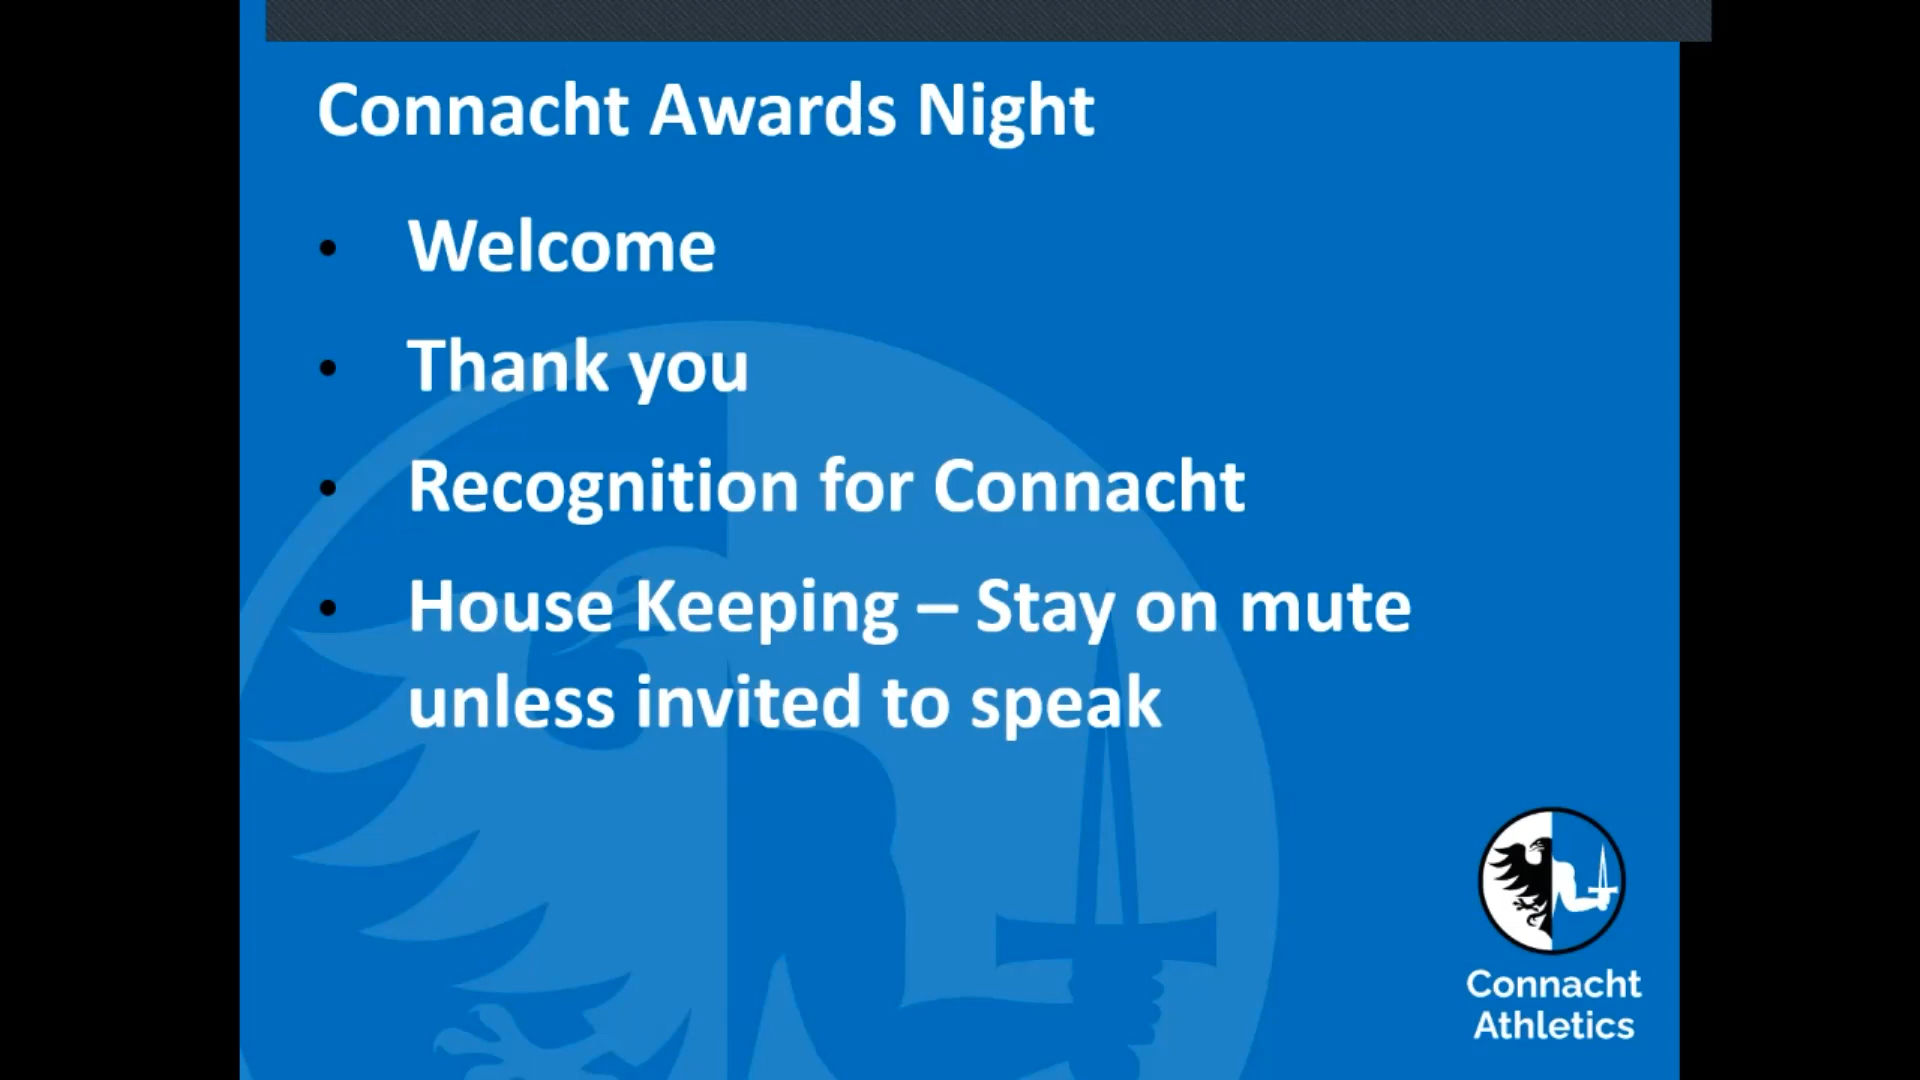 Connacht Awards Night
• Welcome
• Thank you
• Recognition for Connacht
• House Keeping – Stay on mute
unless invited to speak
Connacht
Athletics